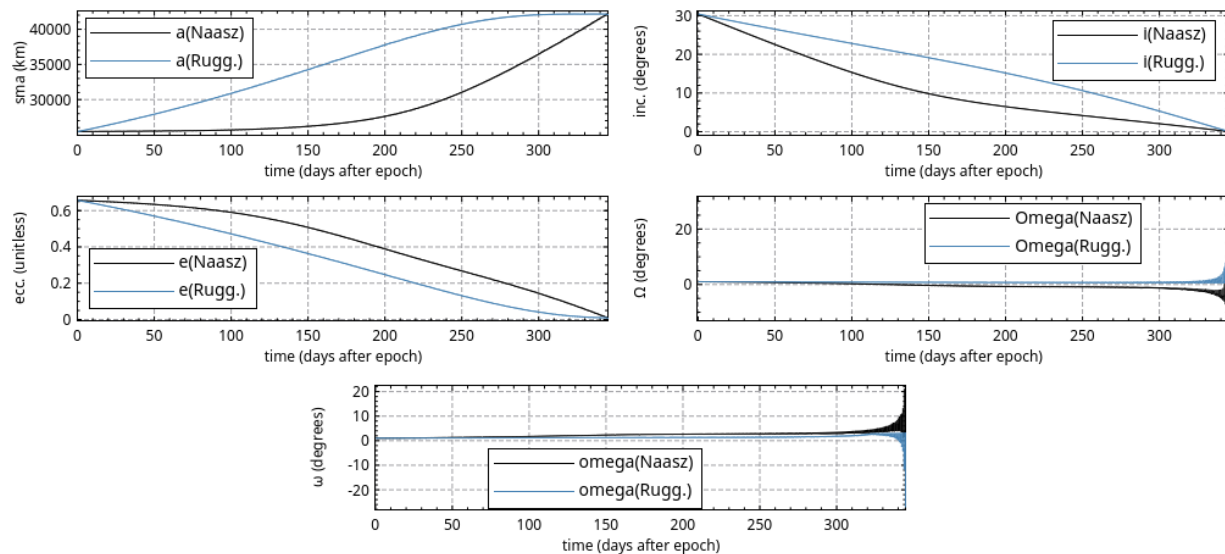 sma (km)
40000
35000
30000
a(Naasz)
a(Rugg.)
0 50 100 150 200 250 300
time (days after epoch)
inc. (degrees)
30
20
10
0
i(Naasz)
i(Rugg.)
0 50 100 150 200 250 300
time (days after epoch)
ecc. (unitless)
0.6
0.4
0.2
0
e(Naasz)
e(Rugg.)
0 50 100 150 200 250 300
time (days after epoch)
Ω (degrees)
20
0
Omega(Naasz)
Omega(Rugg.)
0 50 100 150 200 250 300
time (days after epoch)
ω (degrees)
20
10
0
-10
-20
omega(Naasz)
omega(Rugg.)
0 50 100 150 200 250 300
time (days after epoch)